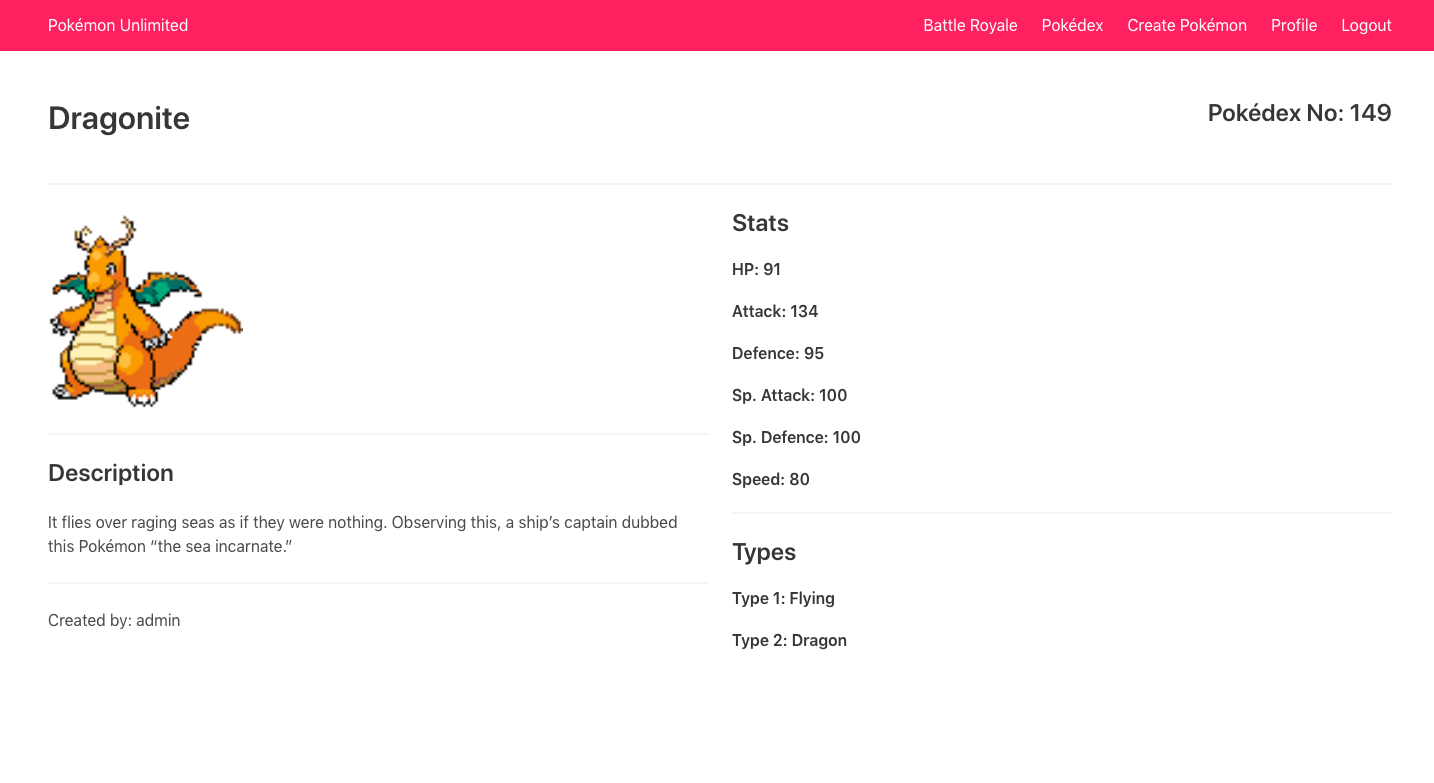 Pokémon Unlimited
Battle Royale Pokédex Create Pokémon Profile Logout
Dragonite
Pokédex No: 149
Description
It flies over raging seas as if they were nothing. Observing this, a ship’s captain dubbed
this Pokémon “the sea incarnate.”
Created by: admin
Stats
HP: 91
Attack: 134
Defence: 95
Sp. Attack: 100
Sp. Defence: 100
Speed: 80
Types
Type 1: Flying
Type 2: Dragon